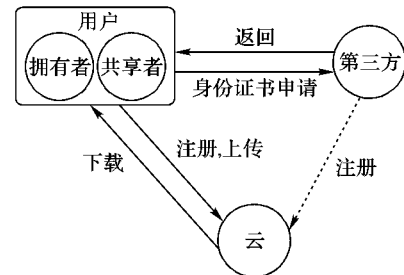 用户
拥有者
共享者
返回
第三方
身份证书申请
注册,上传
下载
注册
云